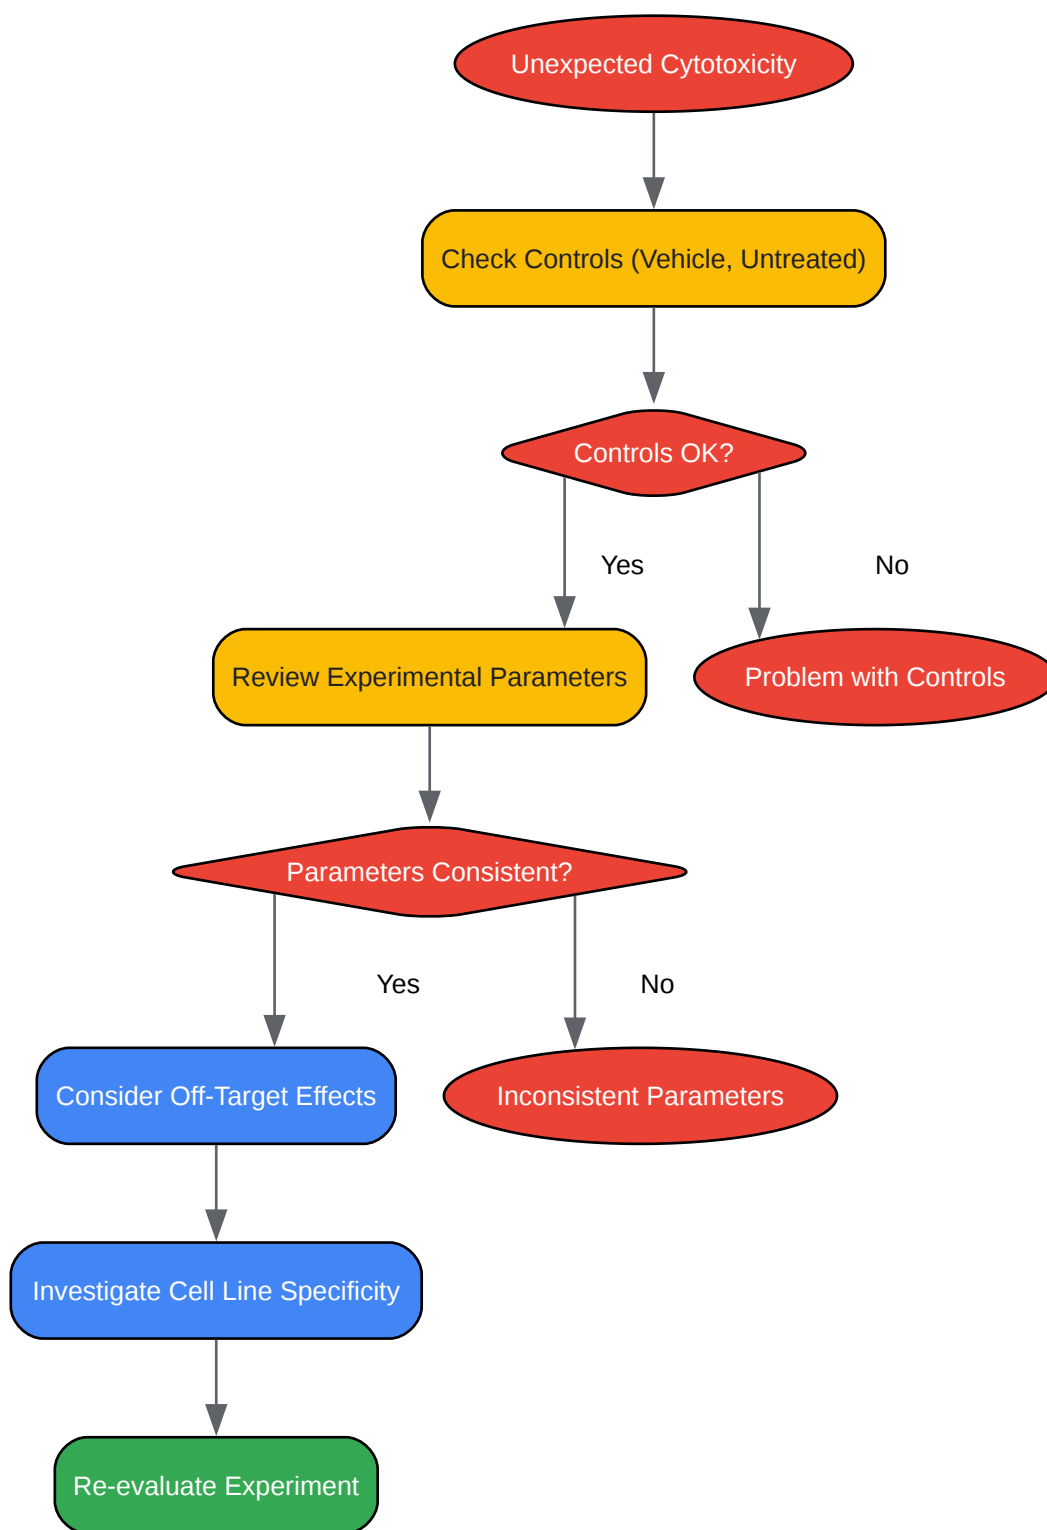 Unexpected Cytotoxicity
Check Controls (Vehicle, Untreated)
Controls OK?
Yes
No
Review Experimental Parameters
Problem with Controls
Parameters Consistent?
Yes
No
Consider Off-Target Effects
Inconsistent Parameters
Investigate Cell Line Specificity
Re-evaluate Experiment